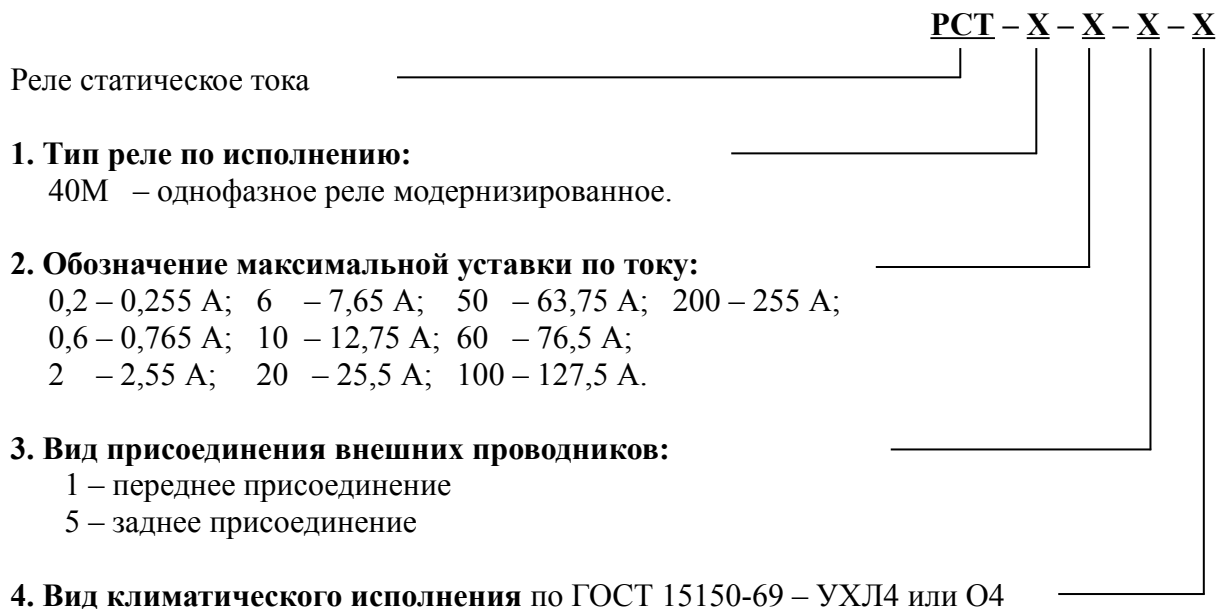 РСТ – Х – Х – Х – Х
Реле статическое тока
1. Тип реле по исполнению:
40М – однофазное реле модернизированное.
2. Обозначение максимальной уставки по току:
0,2 – 0,255 А; 6 – 7,65 А; 50 – 63,75 А; 200 – 255 А;
0,6 – 0,765 А; 10 – 12,75 А; 60 – 76,5 А;
2 – 2,55 А; 20 – 25,5 А; 100 – 127,5 А.
3. Вид присоединения внешних проводников:
1 – переднее присоединение
5 – заднее присоединение
4. Вид климатического исполнения по ГОСТ 15150-69 – УХЛ4 или О4